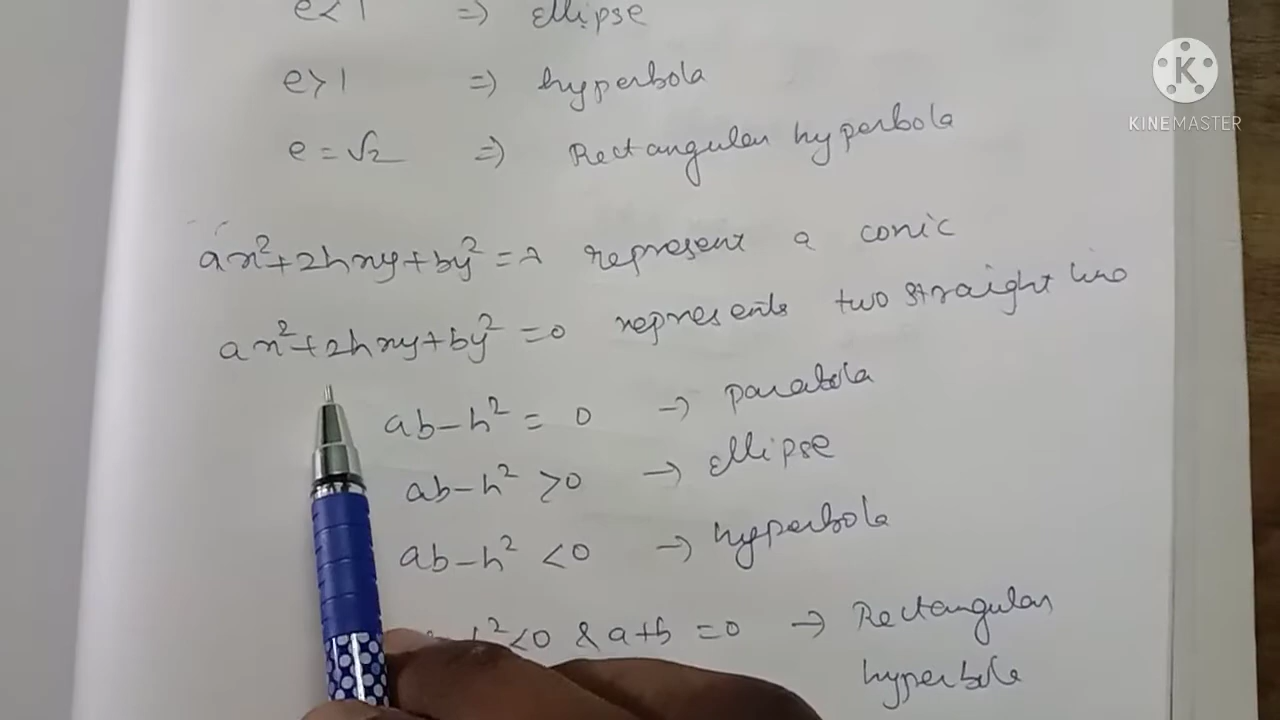 e < 1 => ellipse
e > 1 => hyperbola
KINEMASTER
e = √2 => Rectangular hyperbola
ax²+2hxy+by² = λ represent a conic
ax²+2hxy+by² = 0 represents two straight line
ab-h² = 0 → parabola
ab-h² > 0 → ellipse
ab-h² < 0 → hyperbola
h² < 0 & a+b = 0 → Rectangular
hyperbola